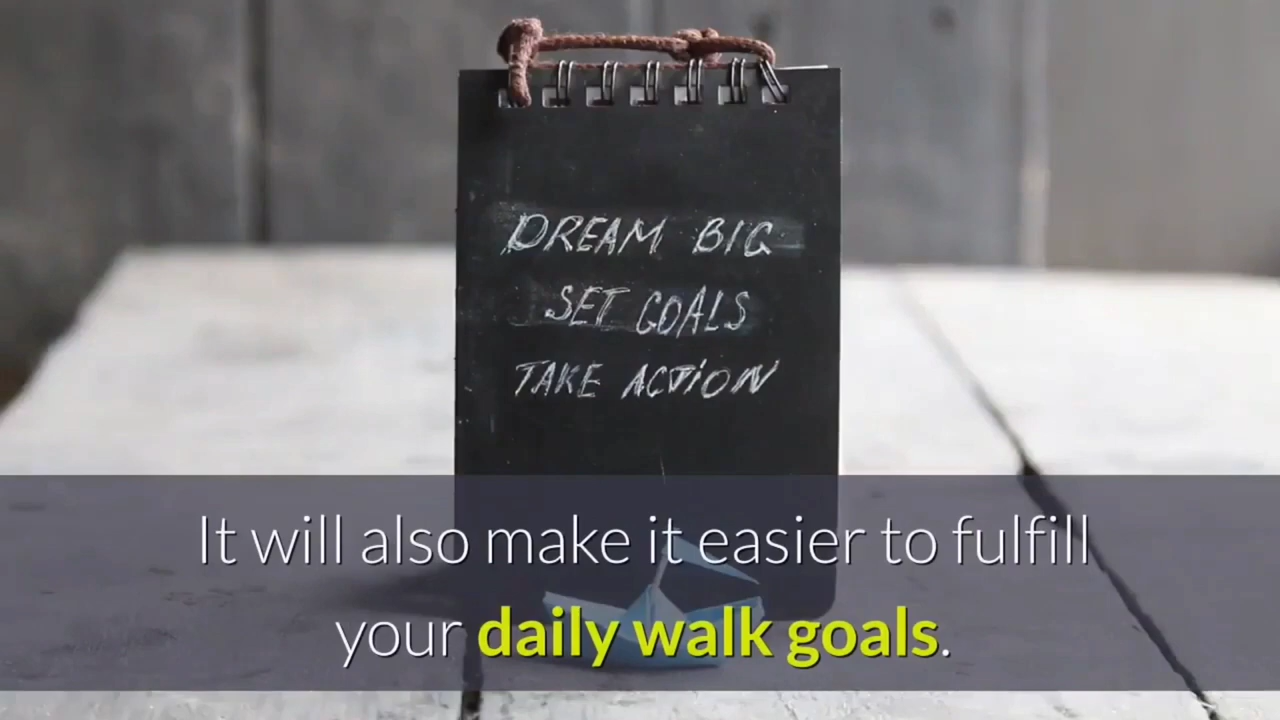 DREAM BIG
SET GOALS
TAKE ACTION
It will also make it easier to fulfill
your daily walk goals.